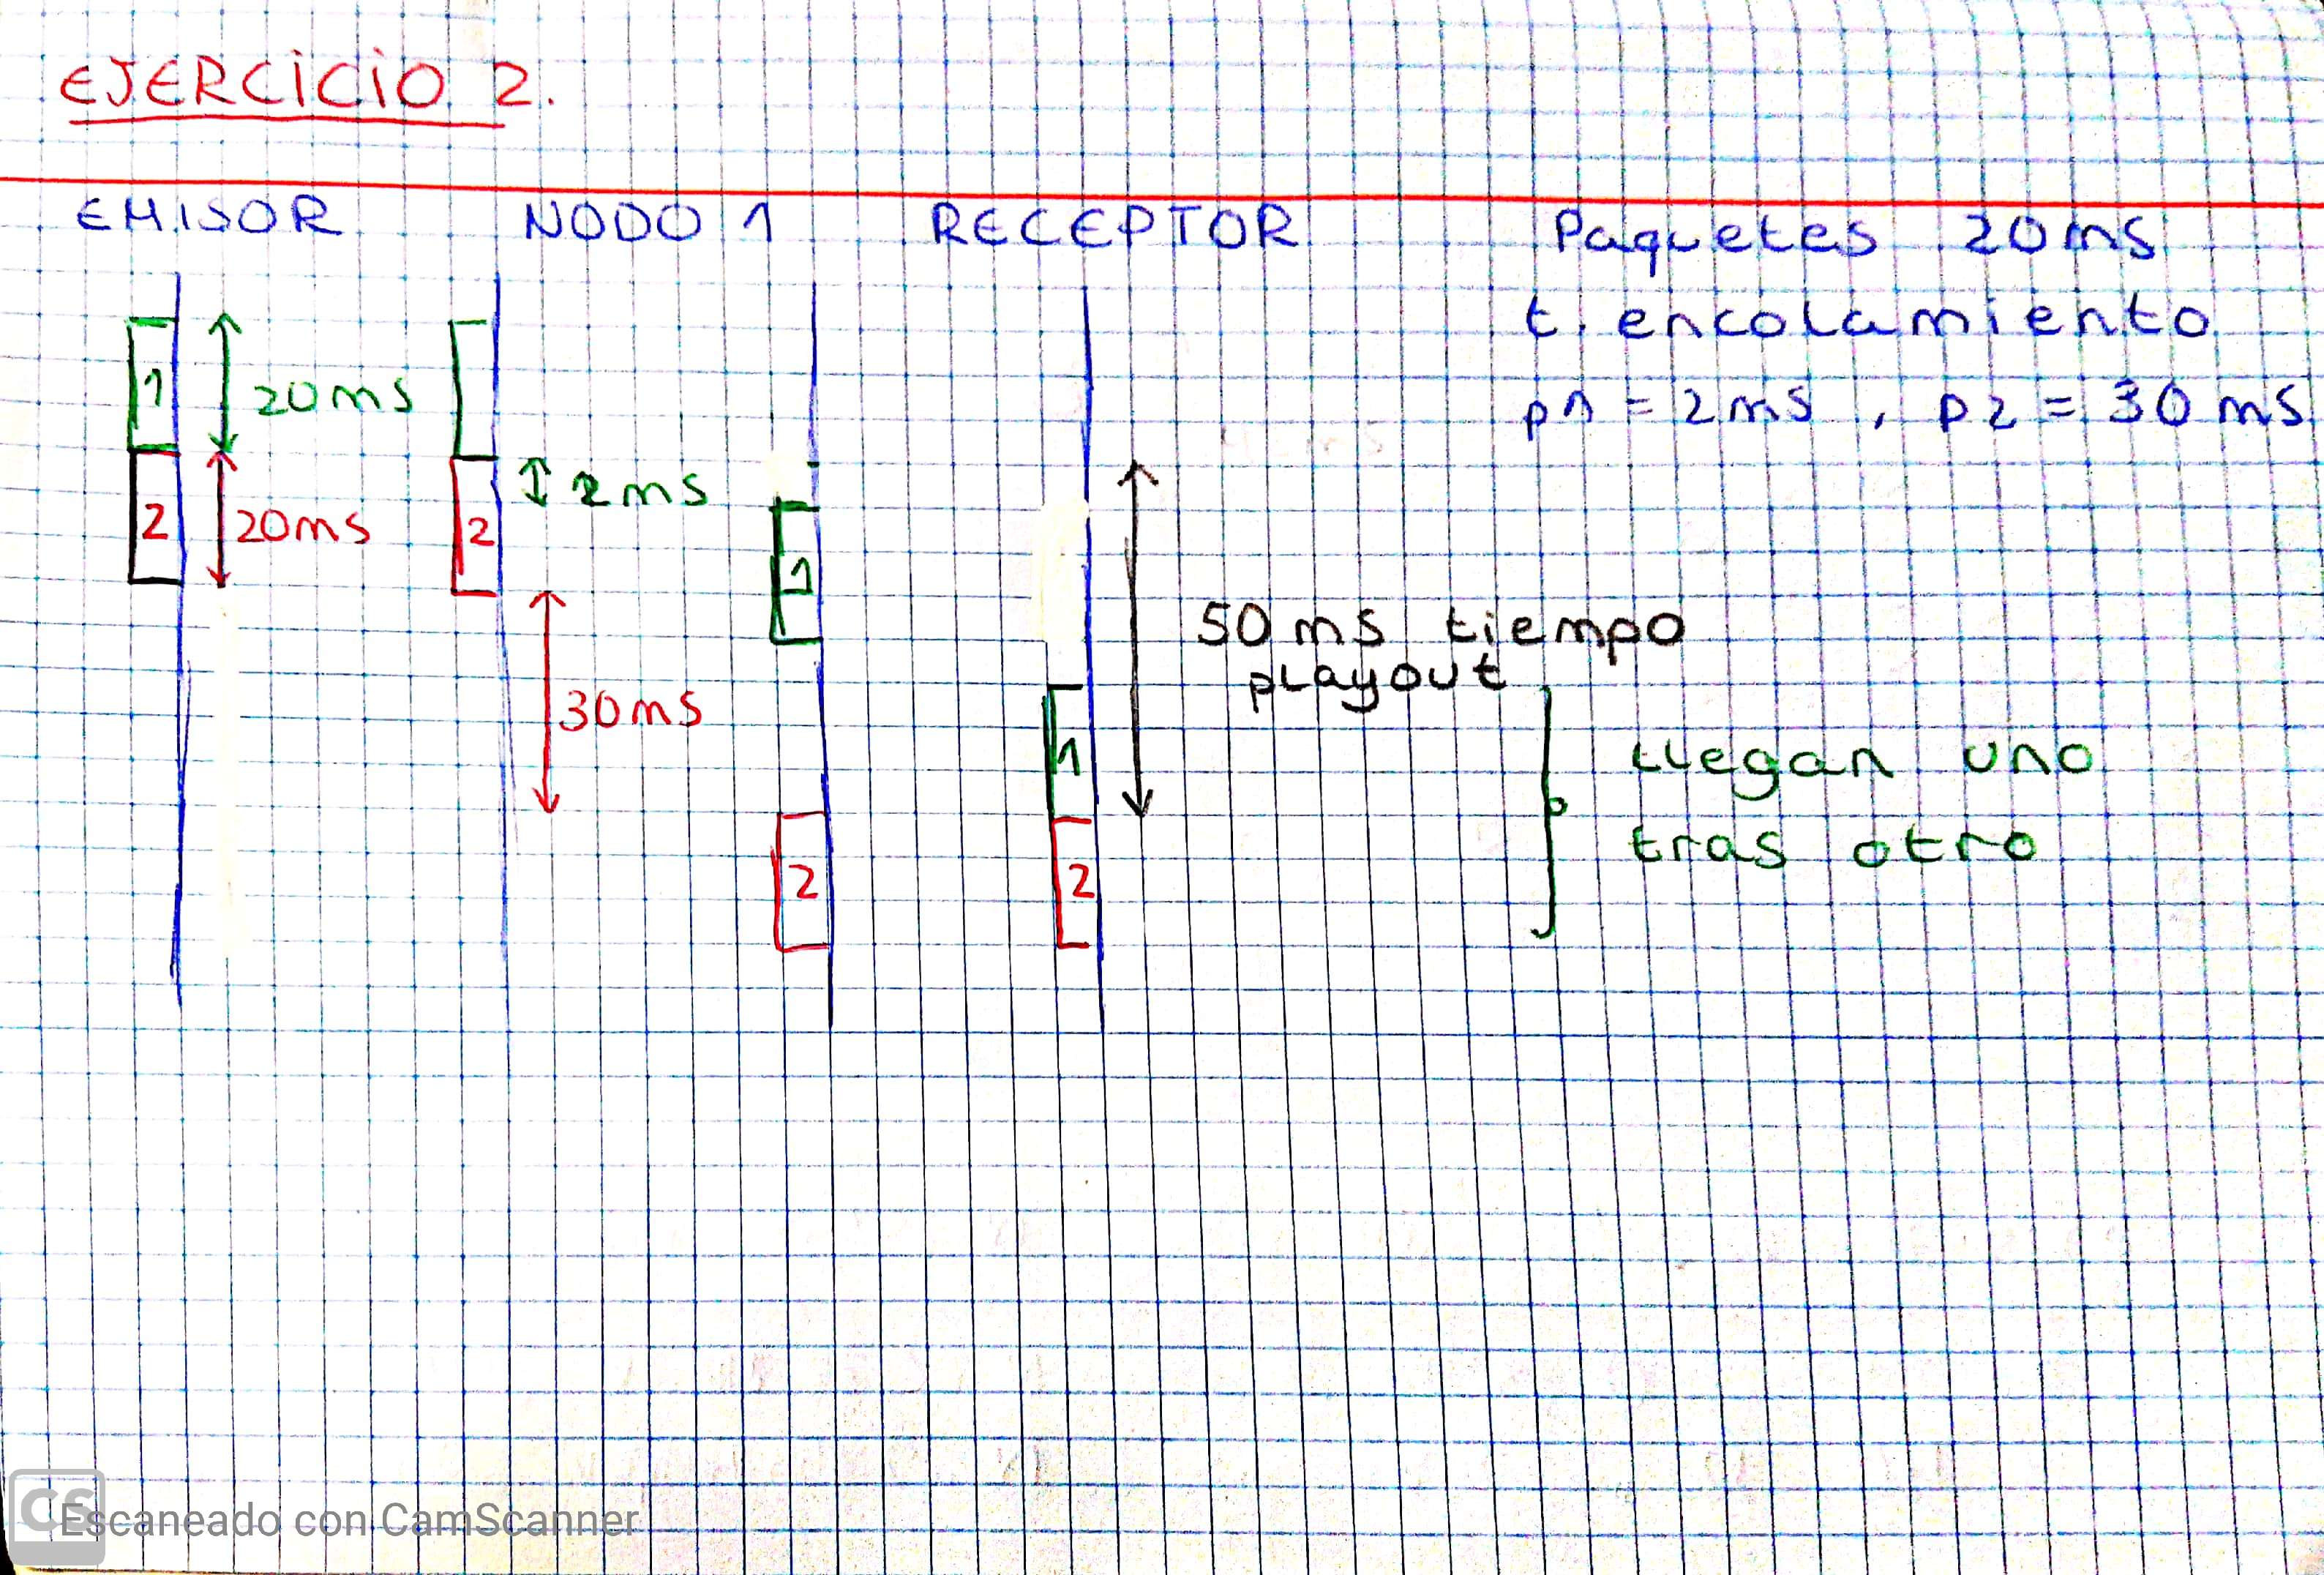 EJERCICIO 2.
EMISOR NODO 1 RECEPTOR Paquetes 20ms
t. encolamiento
p1 = 2ms , p2 = 30 ms
1 20ms
2 20ms 2 2ms
1
30ms
50 ms tiempo
playout
1 llegan uno
tras otro
2 2
CS Escaneado con CamScanner